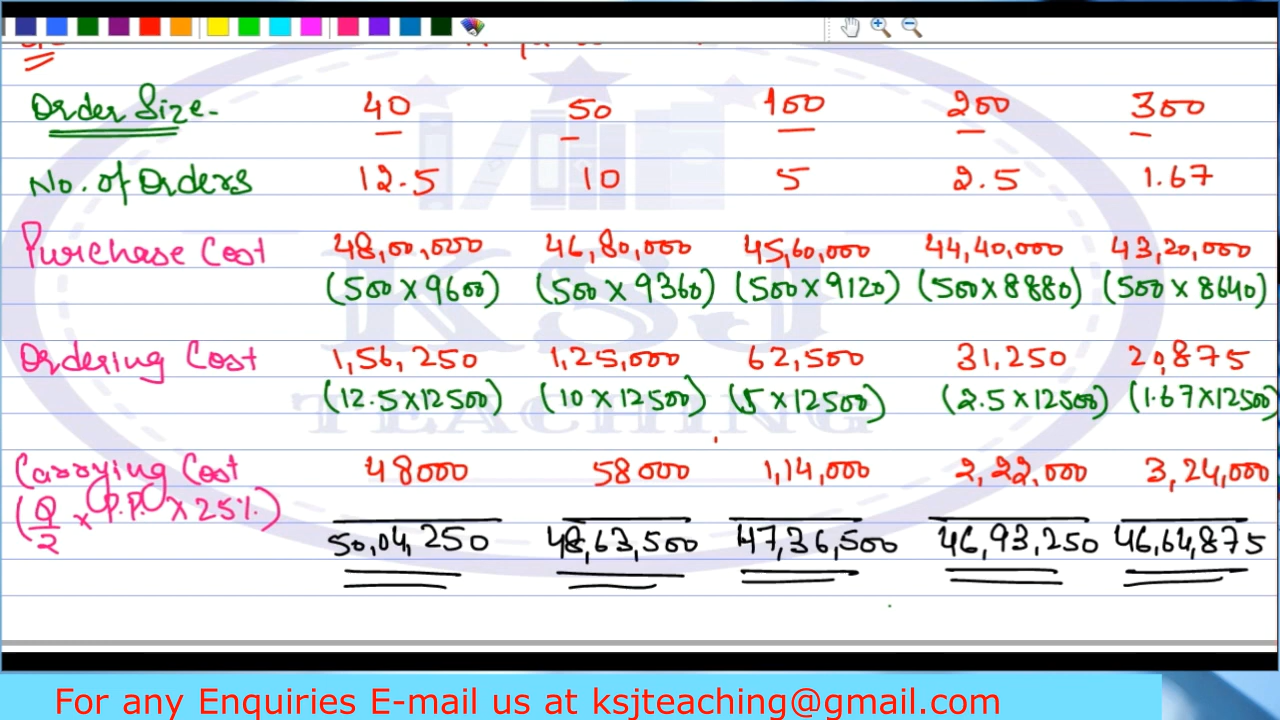 Order Size- 40 50 100 200 300
No. of Orders 12.5 10 5 2.5 1.67
Purchase Cost 48,00,000 46,80,000 45,60,000 44,40,000 43,20,000
(500 x 9600) (500 x 9360) (500 x 9120) (500 x 8880) (500 x 8640)
KSJ
Ordering Cost 1,56,250 1,25,000 62,500 31,250 20,875
(12.5x12500) (10 x 12500) (5 x 12500) (2.5 x 12500) (1.67x12500)
TEACHING
Carrying Cost 48000 58000 1,14,000 2,22,000 3,24,000
(Q/2 x P.P. x 25%)
50,04,250 48,63,500 47,36,500 46,93,250 46,64,875
For any Enquiries E-mail us at ksjteaching@gmail.com